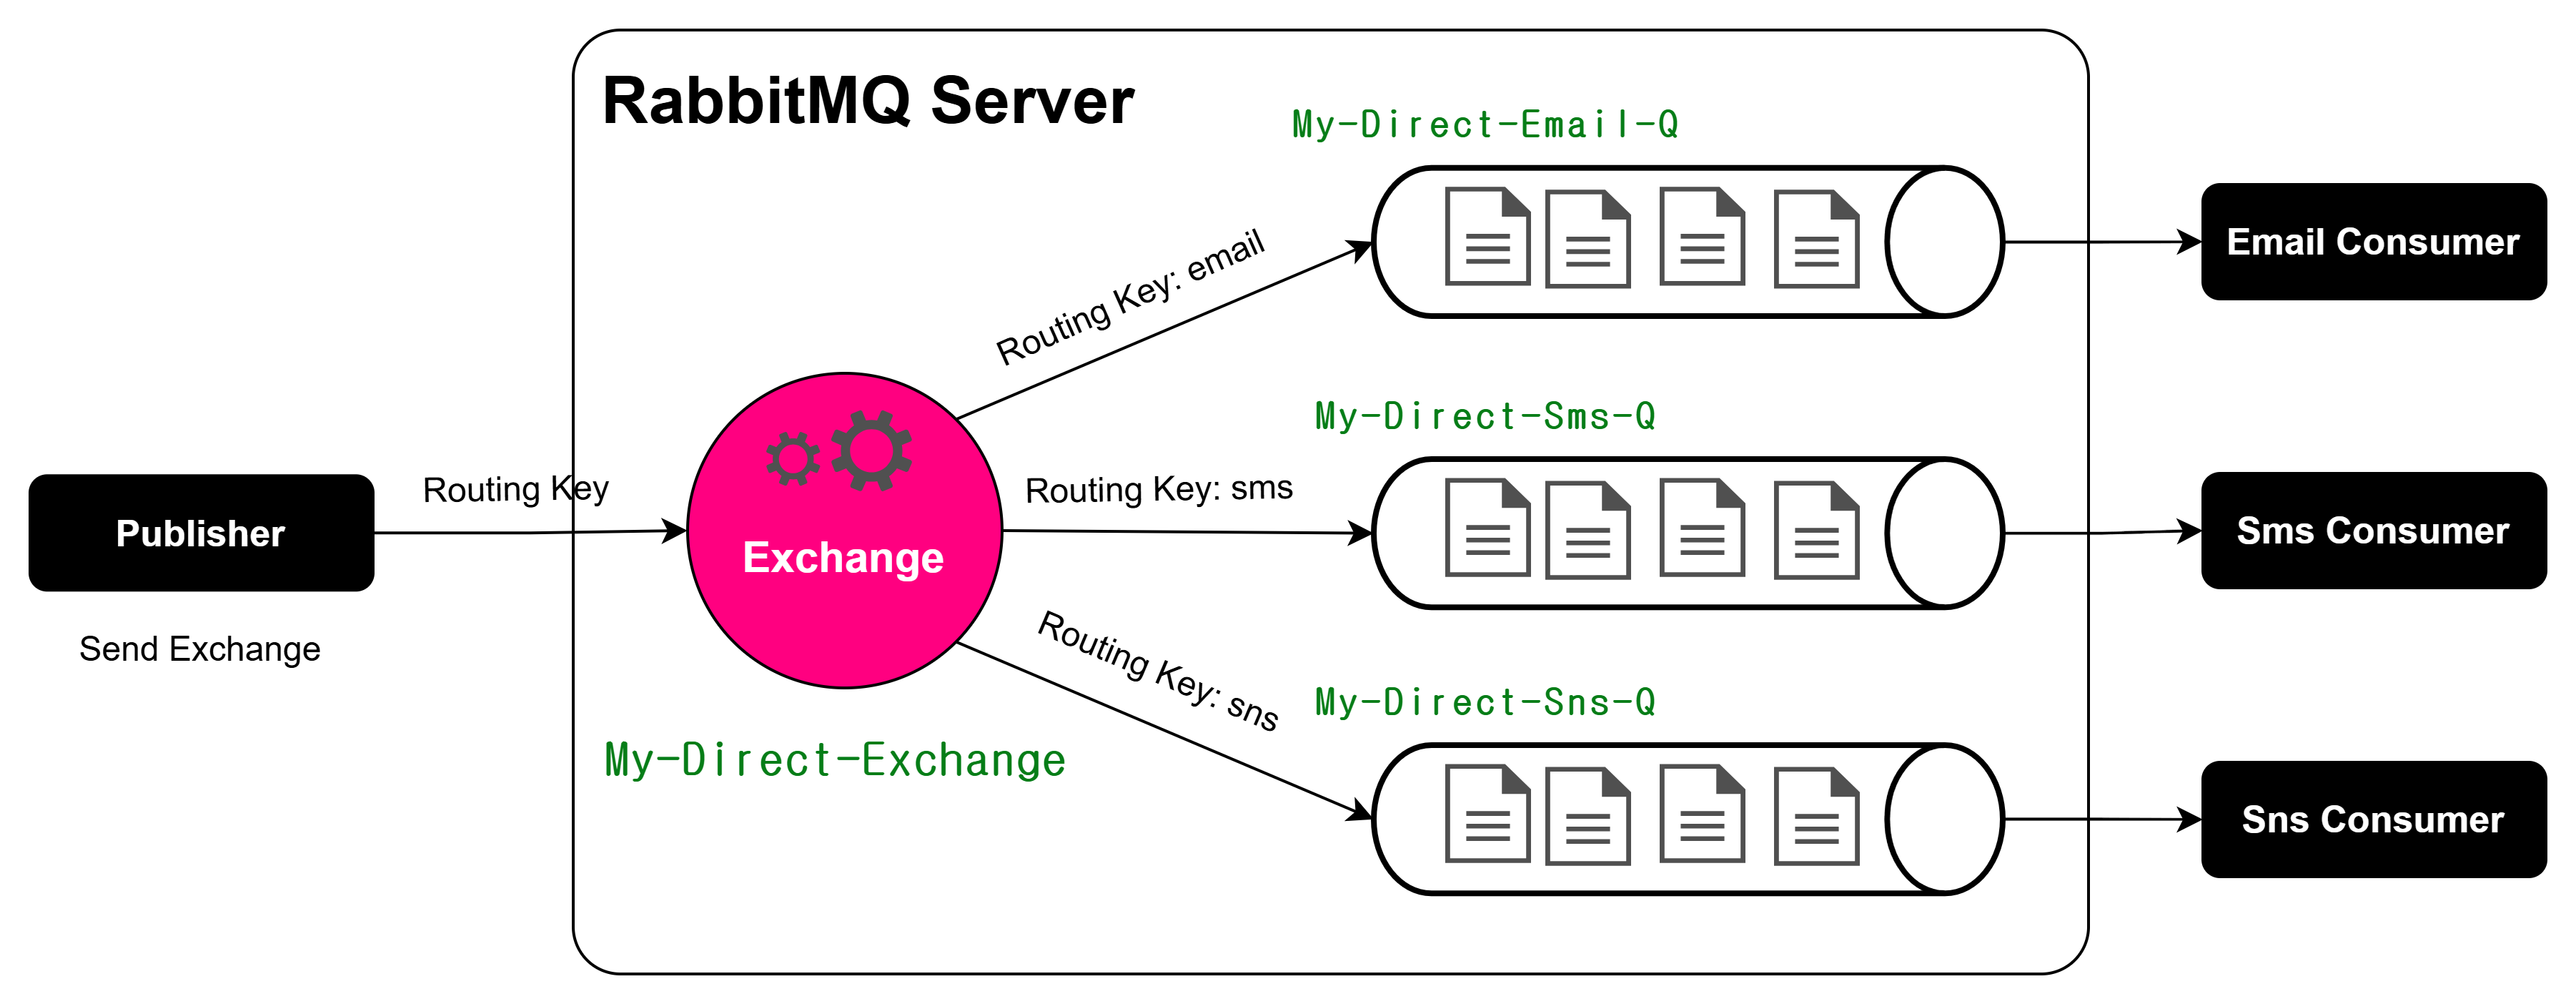 RabbitMQ Server
My-Direct-Email-Q
Routing Key: email
Email Consumer
My-Direct-Sms-Q
Publisher
Routing Key
Exchange
Routing Key: sms
Sms Consumer
Send Exchange
Routing Key: sns
My-Direct-Sns-Q
My-Direct-Exchange
Sns Consumer